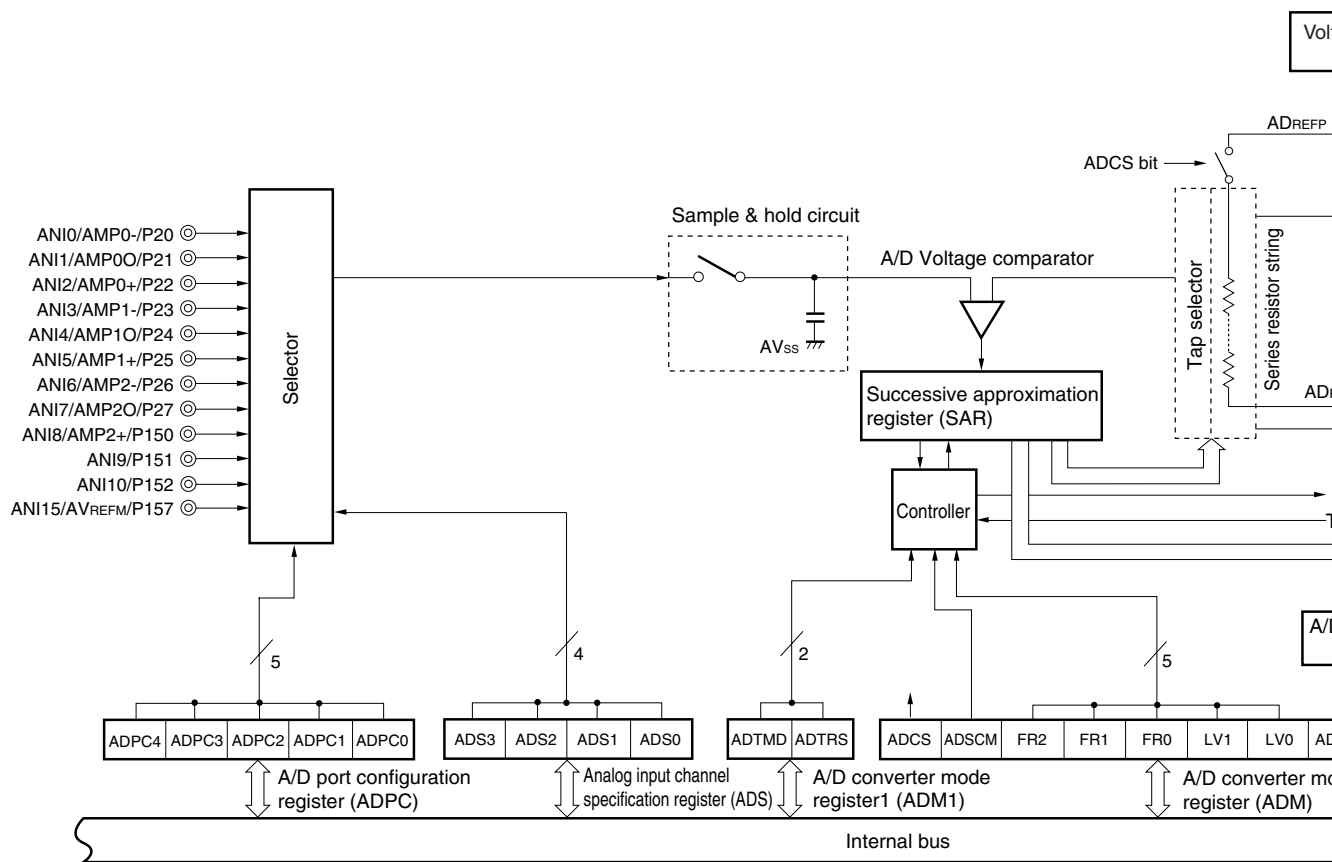 Volt
ADREFP
ADCS bit
Sample & hold circuit
ANI0/AMP0-/P20
ANI1/AMP0O/P21
ANI2/AMP0+/P22
ANI3/AMP1-/P23
ANI4/AMP1O/P24
ANI5/AMP1+/P25
ANI6/AMP2-/P26
ANI7/AMP2O/P27
ANI8/AMP2+/P150
ANI9/P151
ANI10/P152
ANI15/AVREFM/P157
Selector
A/D Voltage comparator
AVSS
Tap selector
Series resistor string
Successive approximation
register (SAR)
Controller
5
4
2
5
A/D
ADPC4 ADPC3 ADPC2 ADPC1 ADPC0
ADS3 ADS2 ADS1 ADS0
ADTMD ADTRS
ADCS ADSCM FR2 FR1 FR0 LV1 LV0
A/D port configuration
register (ADPC)
Analog input channel
specification register (ADS)
A/D converter mode
register1 (ADM1)
A/D converter mo
register (ADM)
Internal bus